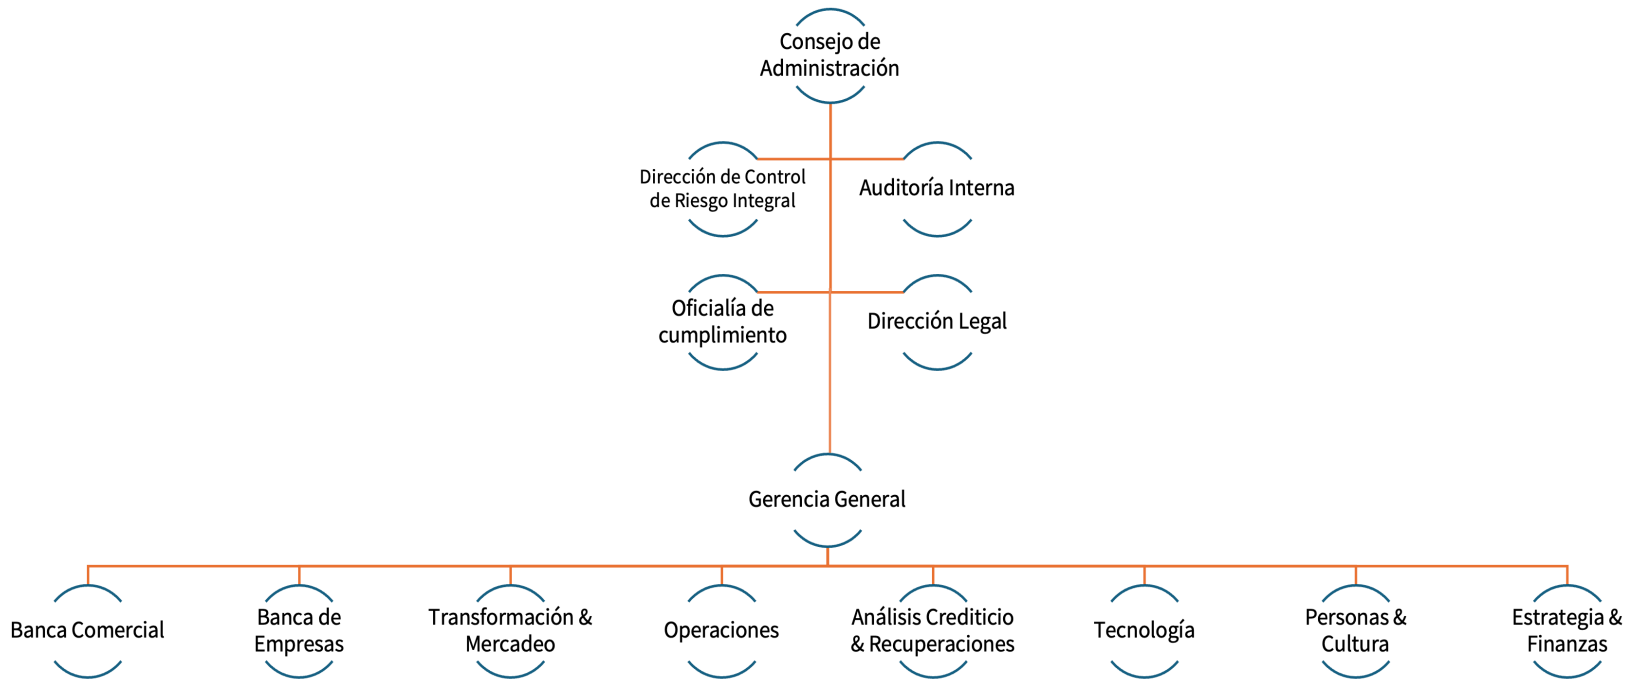 Consejo de
Administración
Dirección de Control
de Riesgo Integral
Auditoría Interna
Oficialía de
cumplimiento
Dirección Legal
Gerencia General
Banca Comercial
Banca de
Empresas
Transformación &
Mercadeo
Operaciones
Análisis Crediticio
& Recuperaciones
Tecnología
Personas &
Cultura
Estrategia &
Finanzas